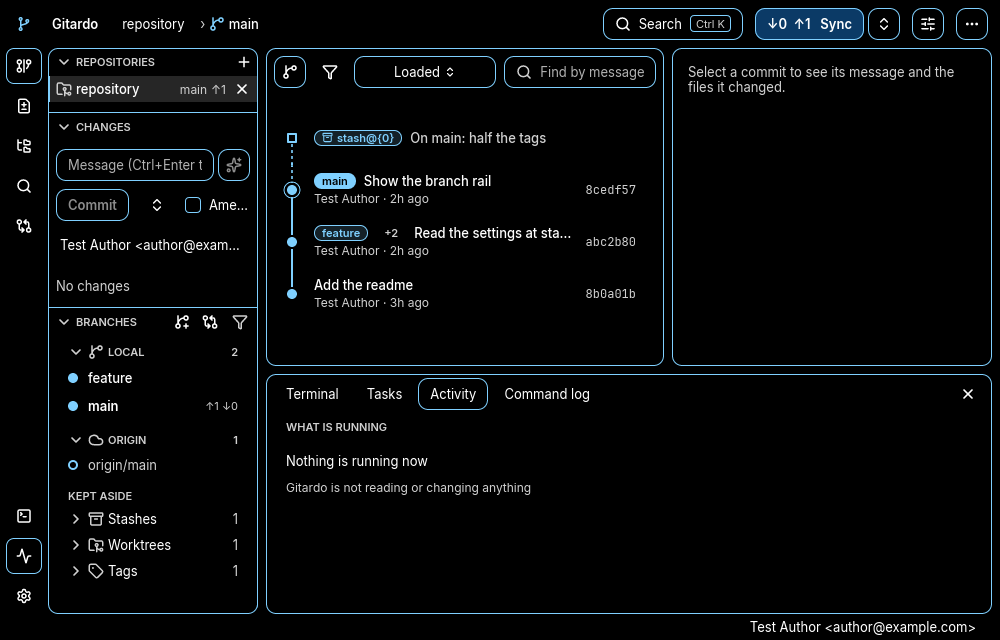 Gitardo repository › main Search Ctrl K ↓0 ↑1 Sync
REPOSITORIES
repository main ↑1
CHANGES
Message (Ctrl+Enter t
Commit Ame...
Test Author <author@exam...
No changes
BRANCHES
LOCAL 2
feature
main ↑1 ↓0
ORIGIN 1
origin/main
KEPT ASIDE
Stashes 1
Worktrees 1
Tags 1
Loaded Find by message
stash@{0} On main: half the tags
main Show the branch rail
Test Author · 2h ago 8cedf57
feature +2 Read the settings at sta...
Test Author · 2h ago abc2b80
Add the readme
Test Author · 3h ago 8b0a01b
Select a commit to see its message and the
files it changed.
Terminal Tasks Activity Command log
WHAT IS RUNNING
Nothing is running now
Gitardo is not reading or changing anything
Test Author <author@example.com>